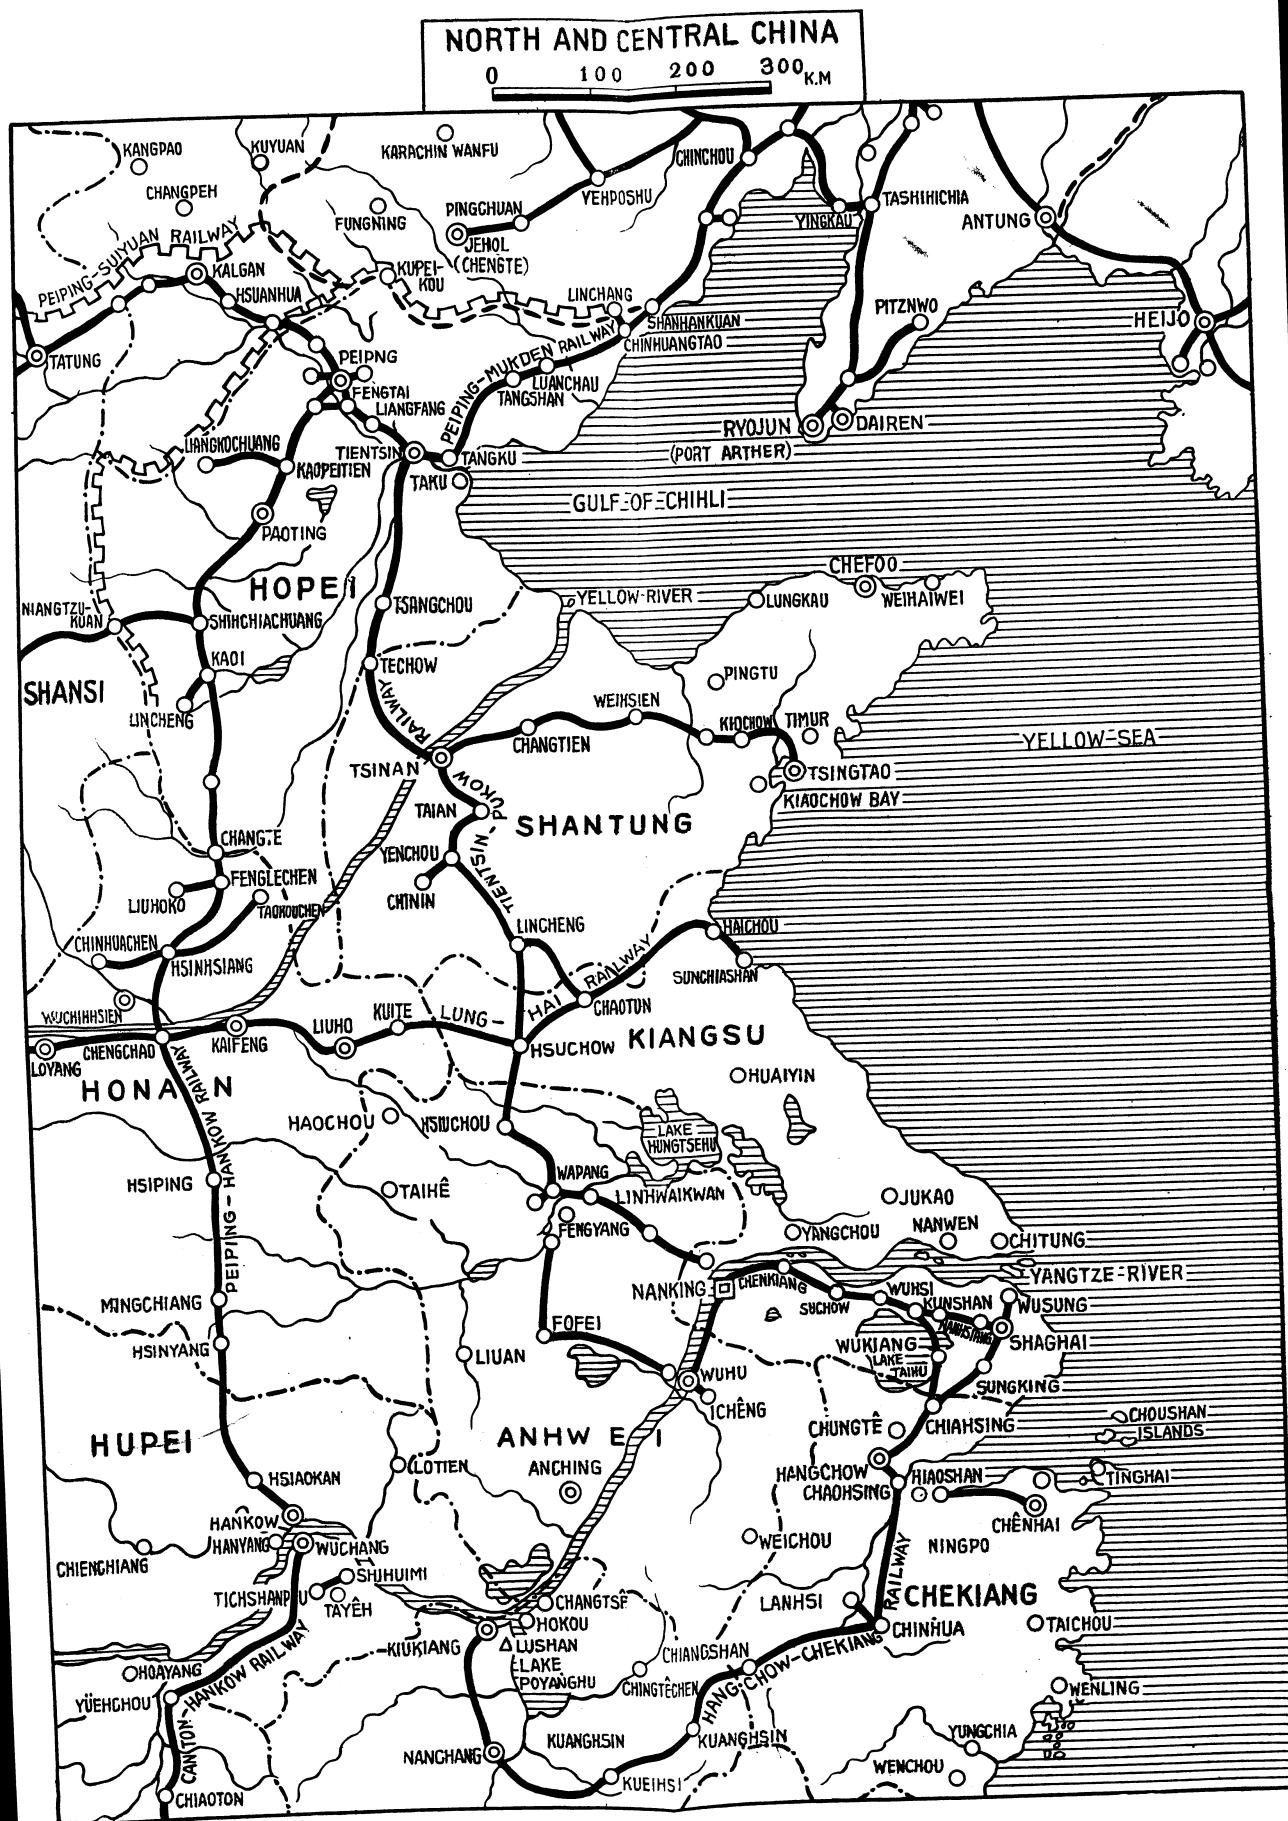 NORTH AND CENTRAL CHINA
0 100 200 300 K.M
KANGPAO
KUYUAN
KARACHIN WANFU
CHINCHOU
CHANGPEH
YEHPOSHU
TASHIHICHIA
FUNGNING
PINGCHUAN
YINGKAU
ANTUNG
JEHOL
(CHENGTE)
PEIPING-SUIYUAN RAILWAY
KALGAN
KUPEI-
KOU
HSUANHUA
LINCHANG
SHANHANKUAN
PITZNWO
HEIJO
TATUNG
CHINHUANGTAO
PEIPNG
PEIPING-MUKDEN RAILWAY
LUANCHAU
FENGTAI
TANGSHAN
LIANGFANG
RYOJUN
(PORT ARTHER)
DAIREN
LIANGKOCHUANG
TIENTSIN
TANGKU
KAOPEITIEN
TAKU
GULF-OF-CHIHLI
PAOTING
HOPEI
CHEFOO
YELLOW-RIVER
LUNGKAU
WEIHAIWEI
NIANGTZU-
KUAN
TSANGCHOU
SHIHCHIACHUANG
KAOI
TECHOW
PINGTU
SHANSI
LINCHENG
WEIHSIEN
KIOCHOW
TIMUR
CHANGTIEN
YELLOW-SEA
TSINAN
TSINGTAO
KIAOCHOW BAY
TIENTSIN PUKOW RAILWAY
TAIAN
SHANTUNG
CHANGTE
YENCHOU
FENGLECHEN
LIUHOKO
TAOKOUCHEN
CHININ
LINCHENG
HAICHOU
CHINHUACHEN
HSINHSIANG
SUNCHIASHAN
LUNG-HAI RAILWAY
WUCHIHHSIEN
KUITE
CHAOTUN
LIUHO
CHENGCHAO
KAIFENG
LOYANG
HSUCHOW
KIANGSU
HONAN
HUAIYIN
HAOCHOU
HSIUCHOU
LAKE
HUNGTSEHU
PEIPING-HANKOW RAILWAY
HSIPING
WAPANG
TAIHÊ
LINHWAIKWAN
JUKAO
FENGYANG
YANGCHOU
NANWEN
CHITUNG
YANGTZE-RIVER
NANKING
CHENKIANG
MINGCHIANG
SUCHOW
WUHSI
KUNSHAN
WUSUNG
NANHSIANG
SHAGHAI
HSINYANG
FOFEI
WUKIANG
LAKE
TAIHU
LIUAN
WUHU
SUNGKING
ICHÊNG
CHUNGTÊ
CHIAHSING
CHOUSHAN
ISLANDS
HUPEI
ANHWEI
LOTIEN
ANCHING
HSIAOKAN
HANGCHOW
HIAOSHAN
TINGHAI
CHAOHSING
HANKOW
HANYANG
WUCHANG
CHÊNHAI
WEICHOU
NINGPO
CHIENCHIANG
SHIHUIMI
TICHSHANPU
TAYÊH
CHANGTSÊ
LANHSI
CHEKIANG
HOKOU
KIUKIANG
LUSHAN
CHINHUA
TAICHOU
LAKE
POYANGHU
CHIANGSHAN
HOAYANG
CHINGTÊCHEN
YÜEHCHOU
CANTON-HANKOW RAILWAY
HANG-CHOW-CHEKIANG RAILWAY
WENLING
KUANGHSIN
KUANGHSIN
YUNGCHIA
NANCHANG
WENCHOU
KUEIHSI
CHIAOTON